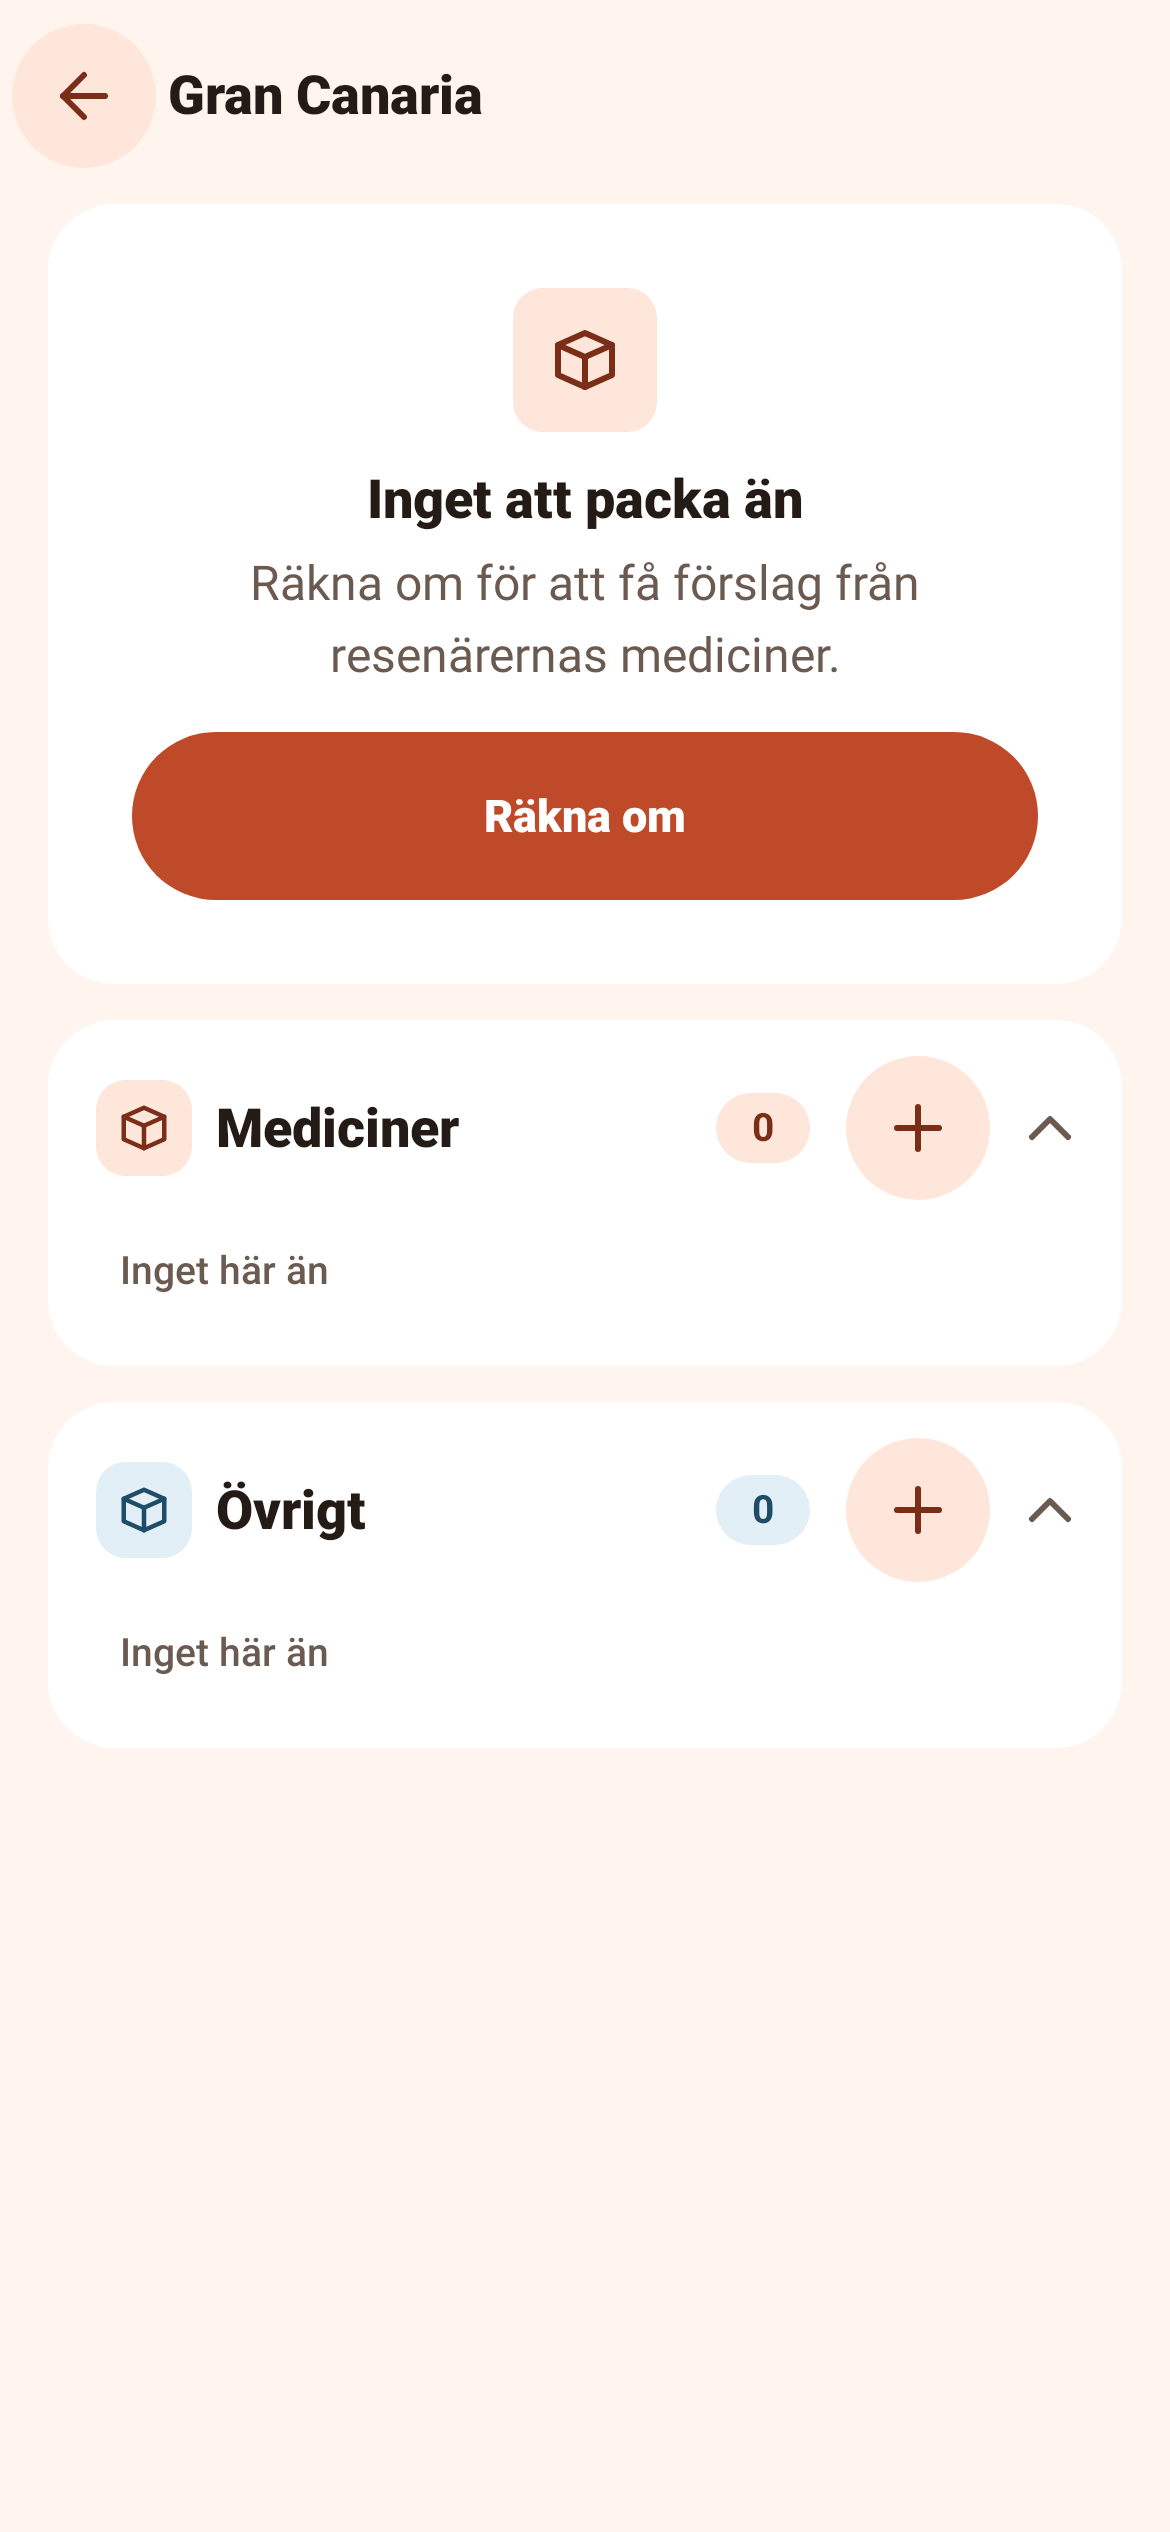 Gran Canaria
Inget att packa än
Räkna om för att få förslag från
resenärernas mediciner.
Räkna om
Mediciner 0
Inget här än
Övrigt 0
Inget här än